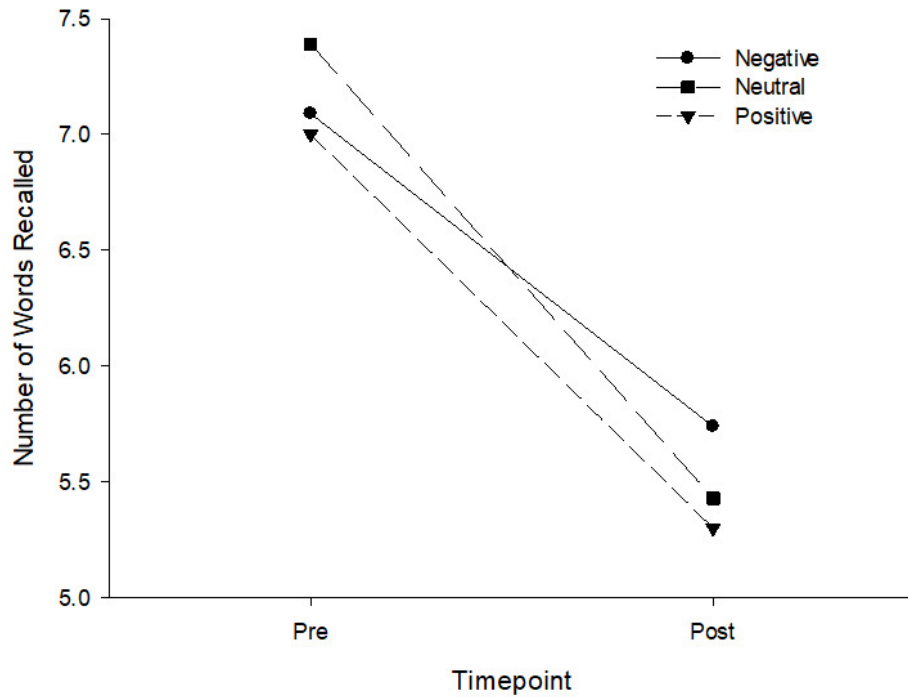 7.5
7.0
6.5
6.0
5.5
5.0
Number of Words Recalled
Negative
Neutral
Positive
Pre
Post
Timepoint